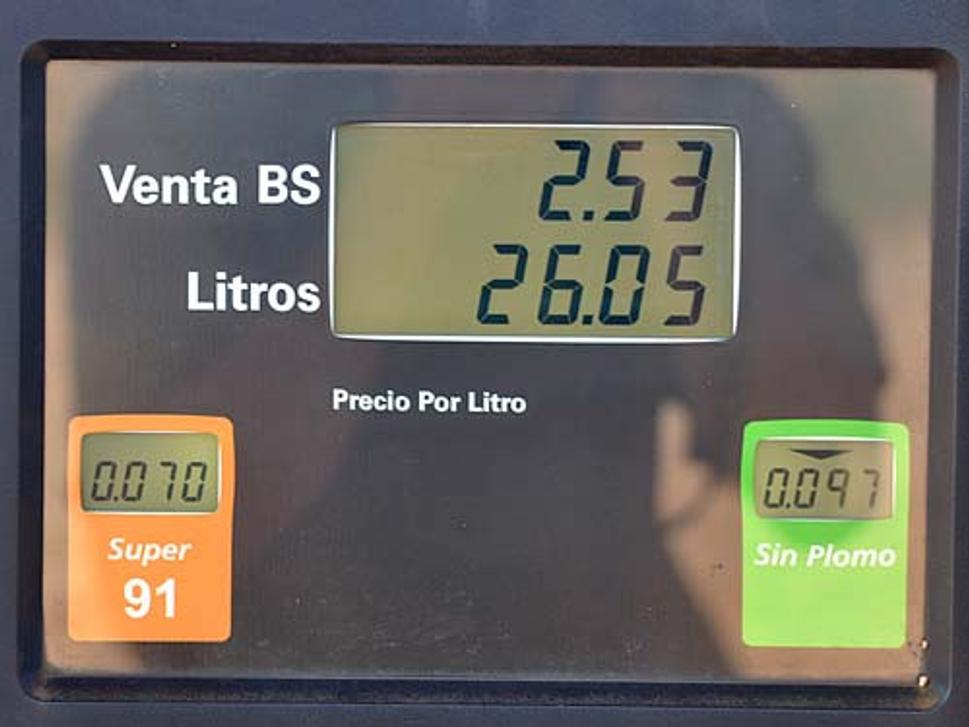 Venta BS 2.53
Litros 26.05
Precio Por Litro
0.070
Super
91
0.097
Sin Plomo